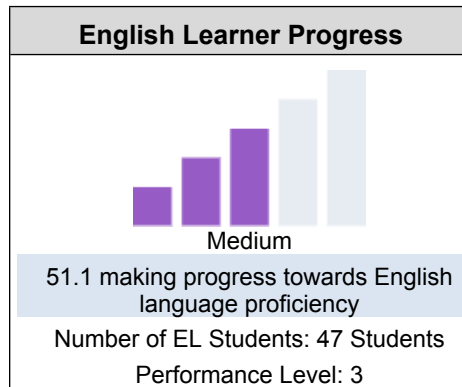 English Learner Progress
Medium
51.1 making progress towards English
language proficiency
Number of EL Students: 47 Students
Performance Level: 3